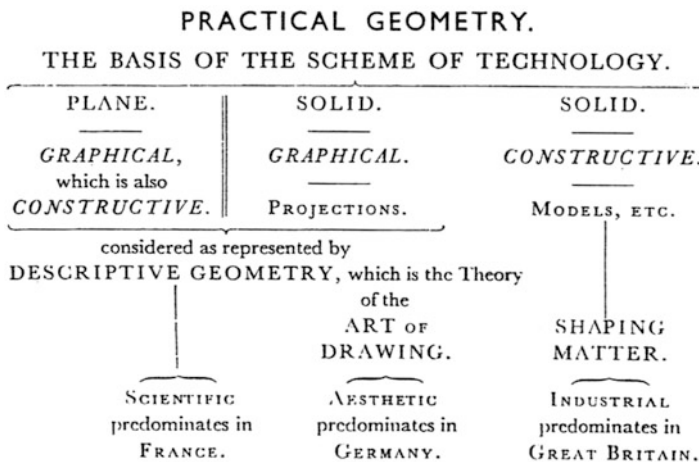 PRACTICAL GEOMETRY.
THE BASIS OF THE SCHEME OF TECHNOLOGY.
PLANE.
GRAPHICAL,
which is also
CONSTRUCTIVE.
SOLID.
GRAPHICAL.
PROJECTIONS.
SOLID.
CONSTRUCTIVE.
MODELS, ETC.
considered as represented by
DESCRIPTIVE GEOMETRY, which is the Theory
of the
ART OF
DRAWING.
SHAPING
MATTER.
SCIENTIFIC
predominates in
FRANCE.
AESTHETIC
predominates in
GERMANY.
INDUSTRIAL
predominates in
GREAT BRITAIN.